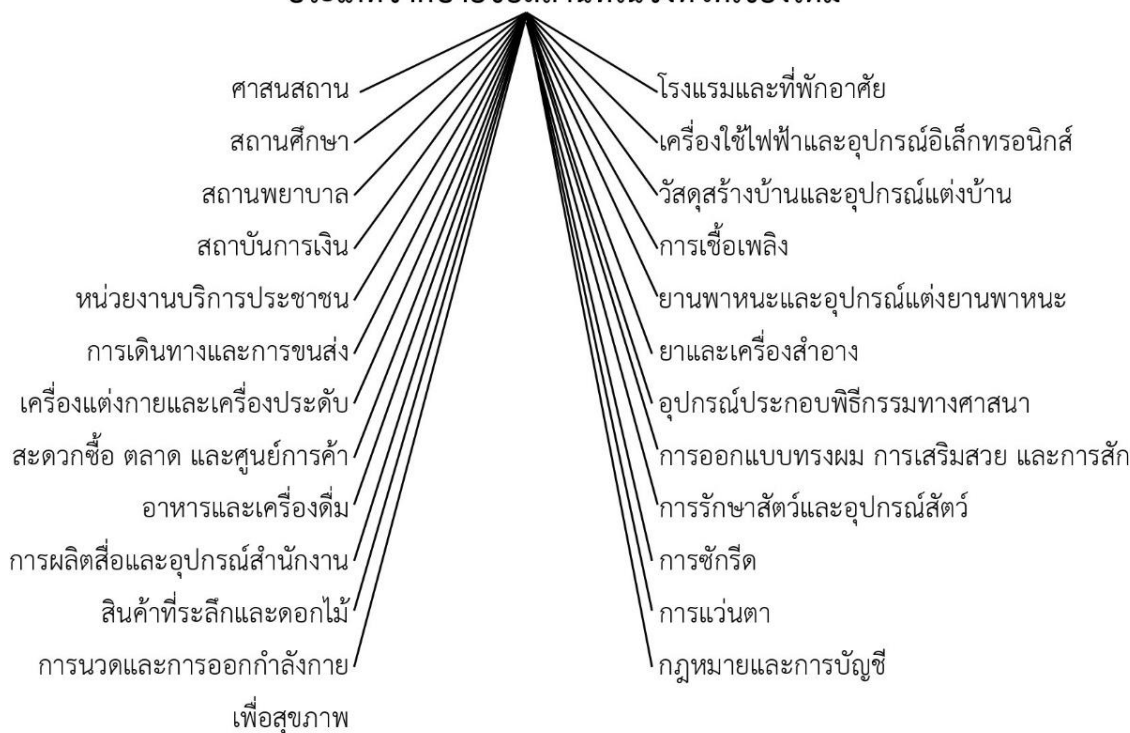 ศาสนสถาน
สถานศึกษา
สถานพยาบาล
สถาบันการเงิน
หน่วยงานบริการประชาชน
การเดินทางและการขนส่ง
เครื่องแต่งกายและเครื่องประดับ
สะดวกซื้อ ตลาด และศูนย์การค้า
อาหารและเครื่องดื่ม
การผลิตสื่อและอุปกรณ์สำนักงาน
สินค้าที่ระลึกและดอกไม้
การนวดและการออกกำลังกาย
เพื่อสุขภาพ
โรงแรมและที่พักอาศัย
เครื่องใช้ไฟฟ้าและอุปกรณ์อิเล็กทรอนิกส์
วัสดุสร้างบ้านและอุปกรณ์แต่งบ้าน
การเชื้อเพลิง
ยานพาหนะและอุปกรณ์แต่งยานพาหนะ
ยาและเครื่องสำอาง
อุปกรณ์ประกอบพิธีกรรมทางศาสนา
การออกแบบทรงผม การเสริมสวย และการสัก
การรักษาสัตว์และอุปกรณ์สัตว์
การซักรีด
การแว่นตา
กฎหมายและการบัญชี